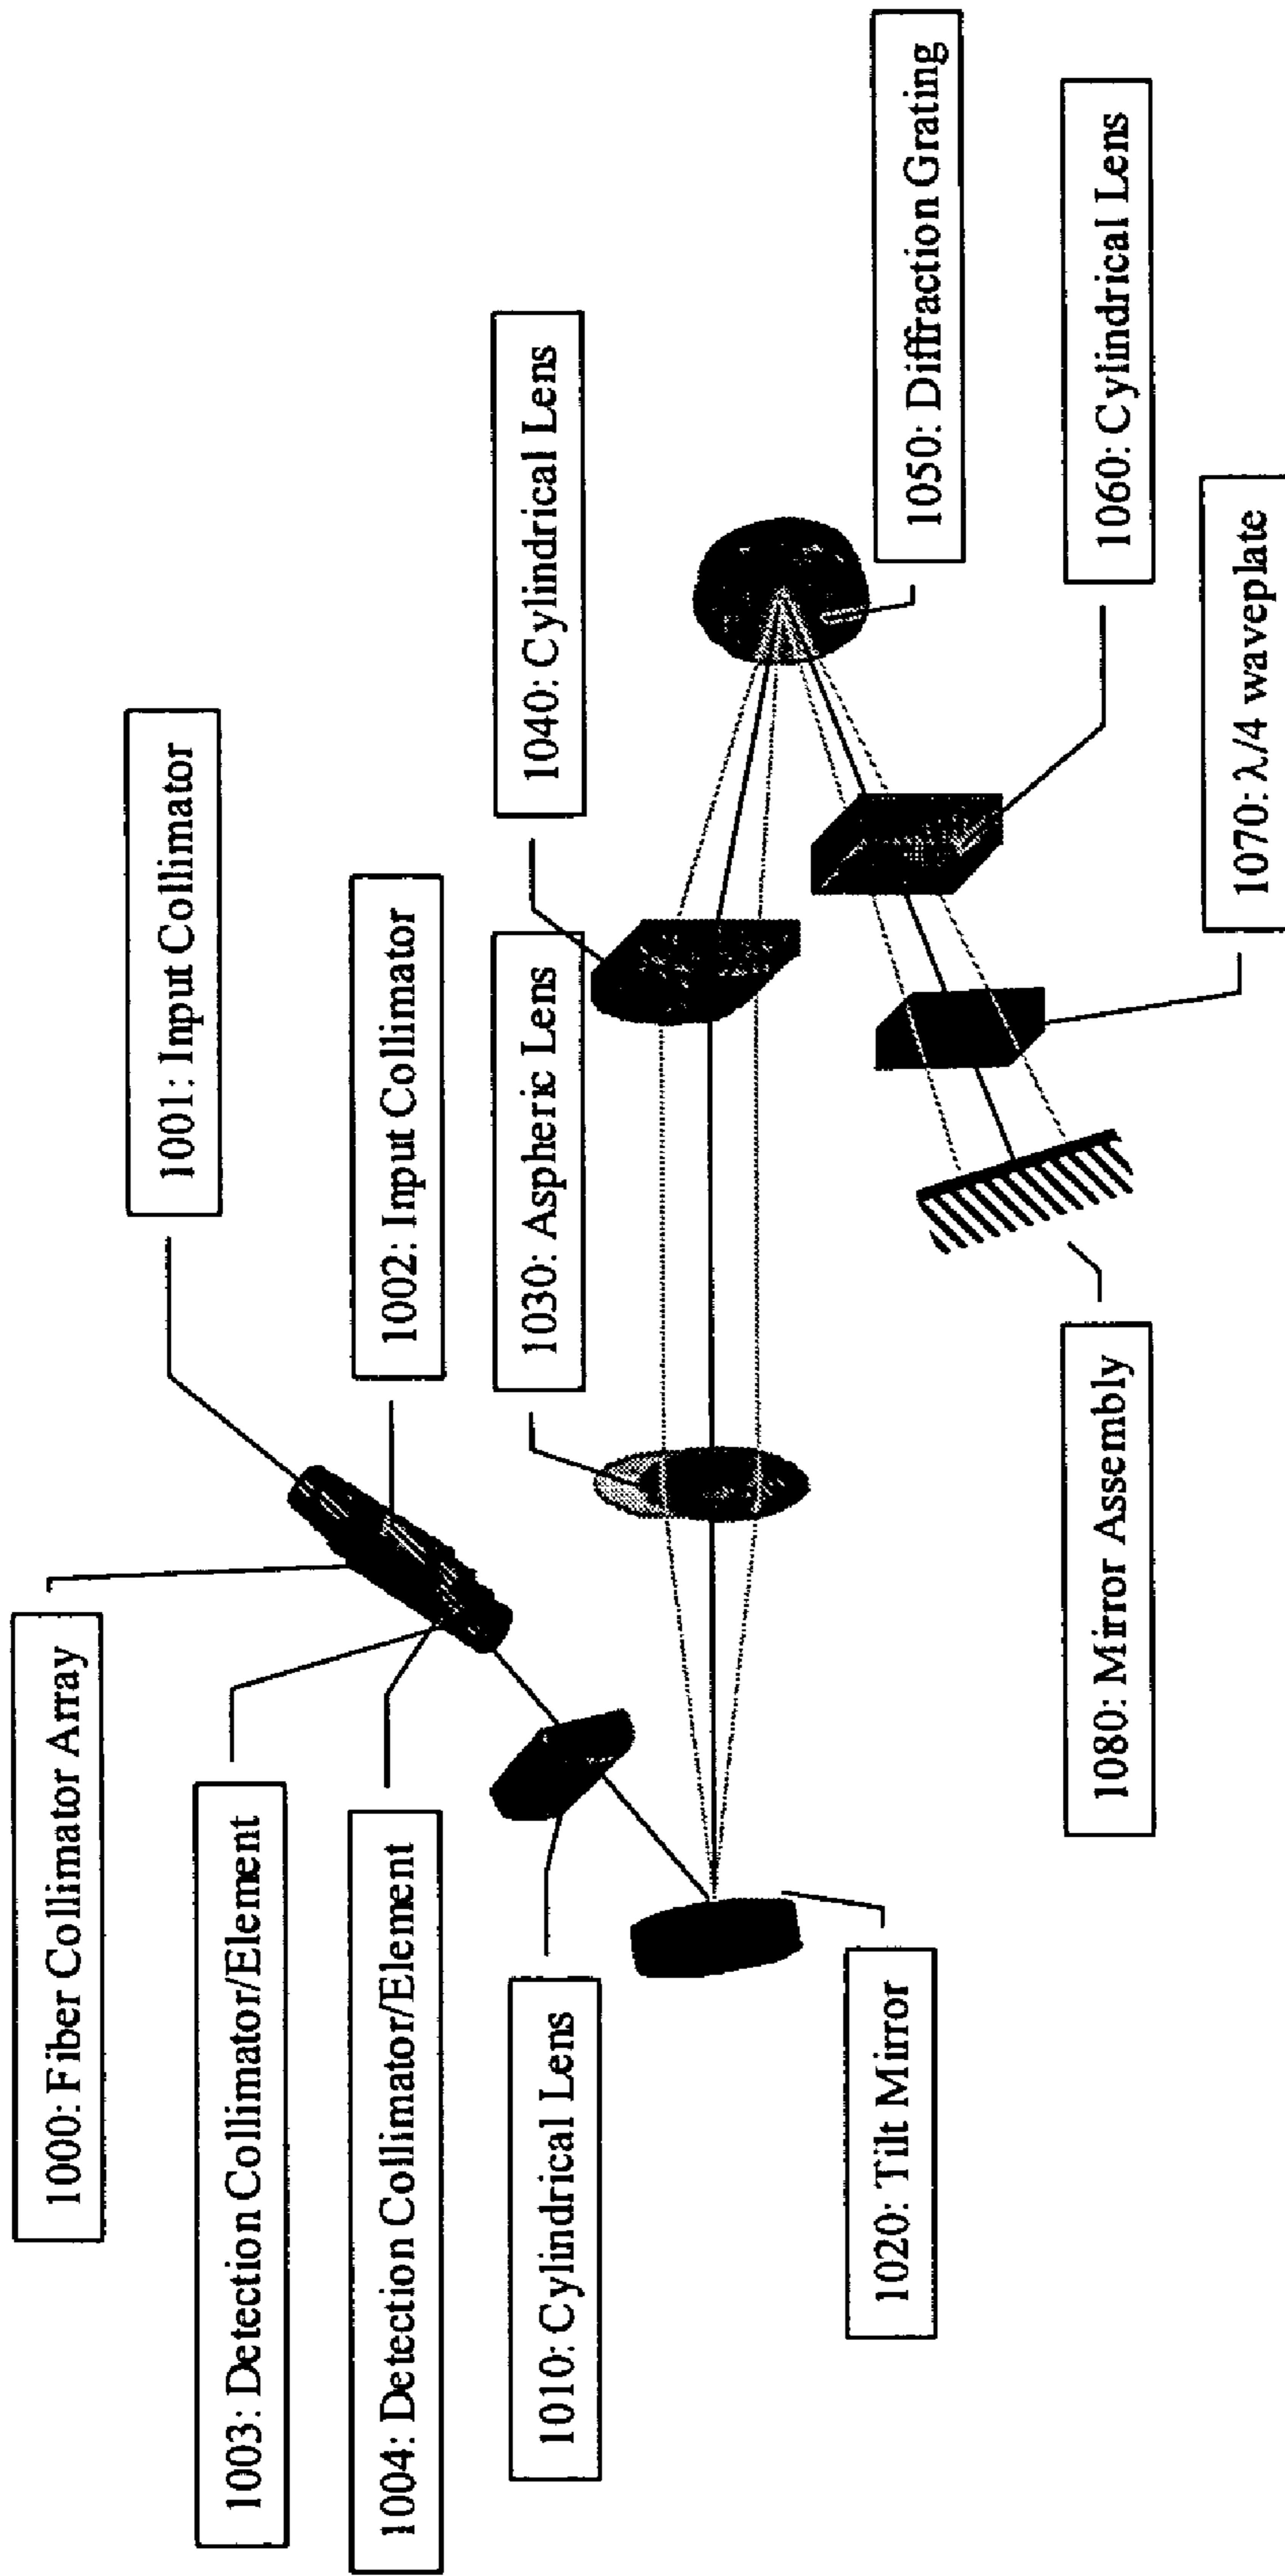 1000: Fiber Collimator Array
1003: Detection Collimator/Element
1004: Detection Collimator/Element
1010: Cylindrical Lens
1020: Tilt Mirror
1001: Input Collimator
1002: Input Collimator
1030: Aspheric Lens
1040: Cylindrical Lens
1050: Diffraction Grating
1060: Cylindrical Lens
1070: λ/4 waveplate
1080: Mirror Assembly